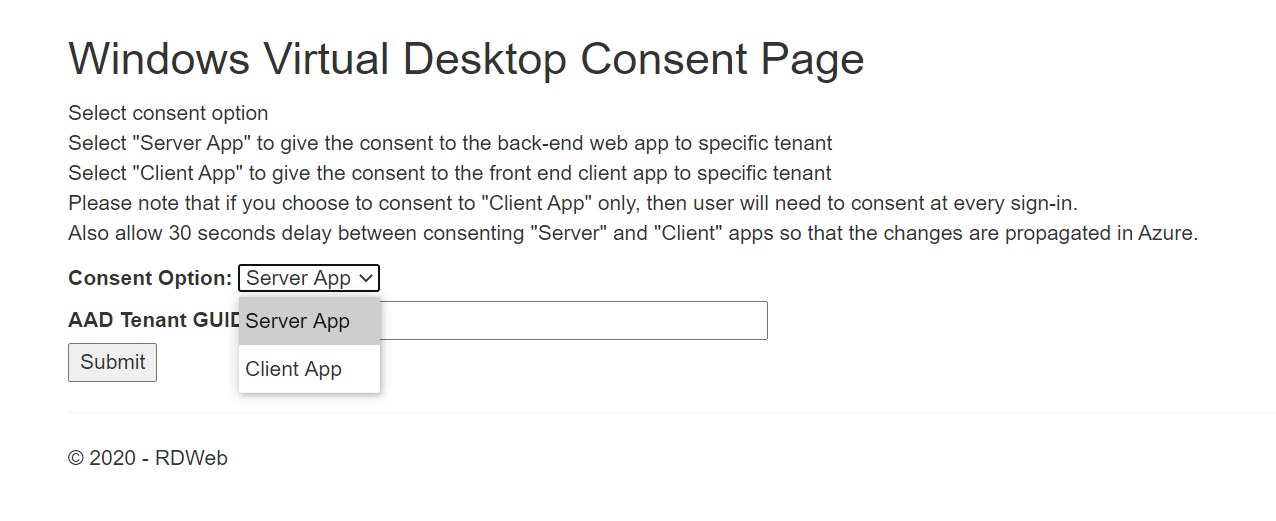 Windows Virtual Desktop Consent Page
Select consent option
Select "Server App" to give the consent to the back-end web app to specific tenant
Select "Client App" to give the consent to the front end client app to specific tenant
Please note that if you choose to consent to "Client App" only, then user will need to consent at every sign-in.
Also allow 30 seconds delay between consenting "Server" and "Client" apps so that the changes are propagated in Azure.
Consent Option: Server App
AAD Tenant GUID
Server App
Client App
Submit
© 2020 - RDWeb